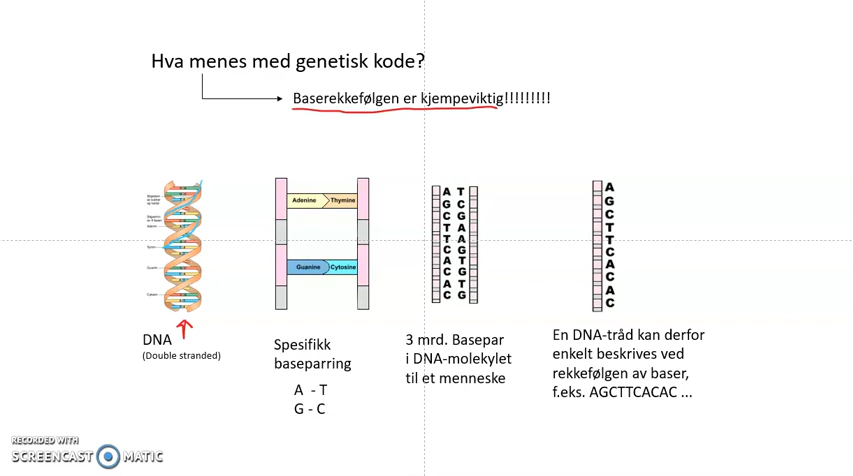 Hva menes med genetisk kode?
Baserekkefølgen er kjempeviktig!!!!!!!!!
Adenine Thymine
Guanine Cytosine
A T
G C
C G
T A
T A
C G
A T
C G
A T
C G
A
G
C
T
T
C
A
C
A
C
DNA
(Double stranded)
Spesifikk
baseparring
A - T
G - C
3 mrd. Basepar
i DNA-molekylet
til et menneske
En DNA-tråd kan derfor
enkelt beskrives ved
rekkefølgen av baser,
f.eks. AGCTTCACAC ...
RECORDED WITH
SCREENCAST MATIC